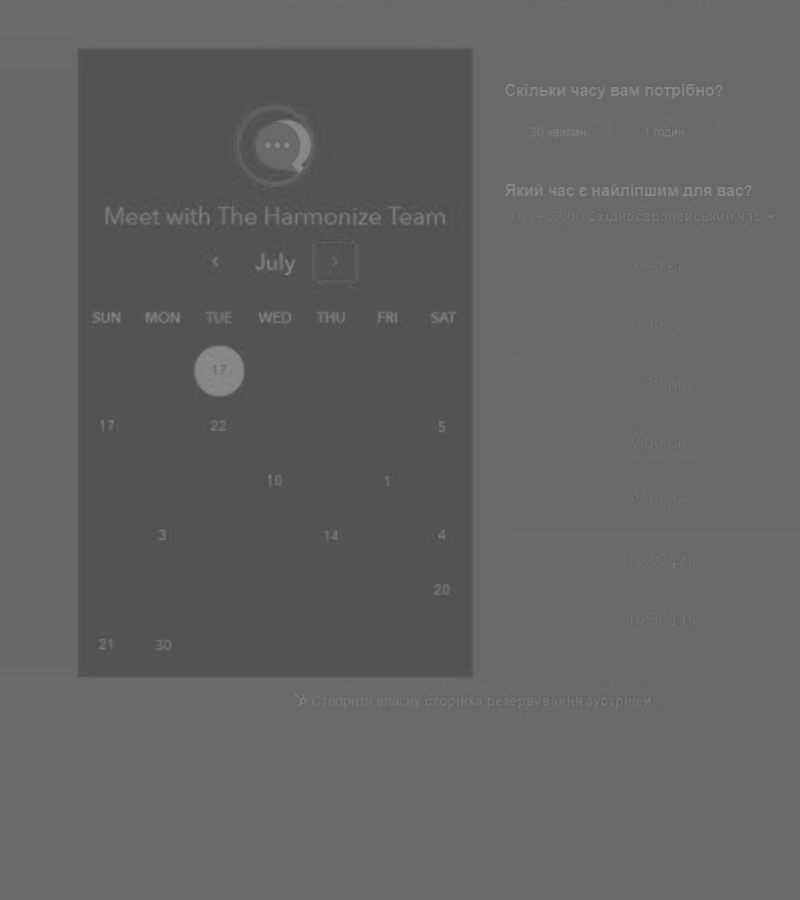 Meet with The Harmonize Team
July
SUN MON TUE WED THU FRI SAT
17
17 22 5
10 1
3 14 4
20
21 30
Скільки часу вам потрібно?
30 хвилин 1 годин
Який час є найліпшим для вас?
UTC +03:00 Східноєвропейський час
7:30 pm
8:00 pm
8:30 pm
9:00 pm
9:30 pm
10:00 pm
10:30 pm
Створити власну сторінка резервування зустрічей